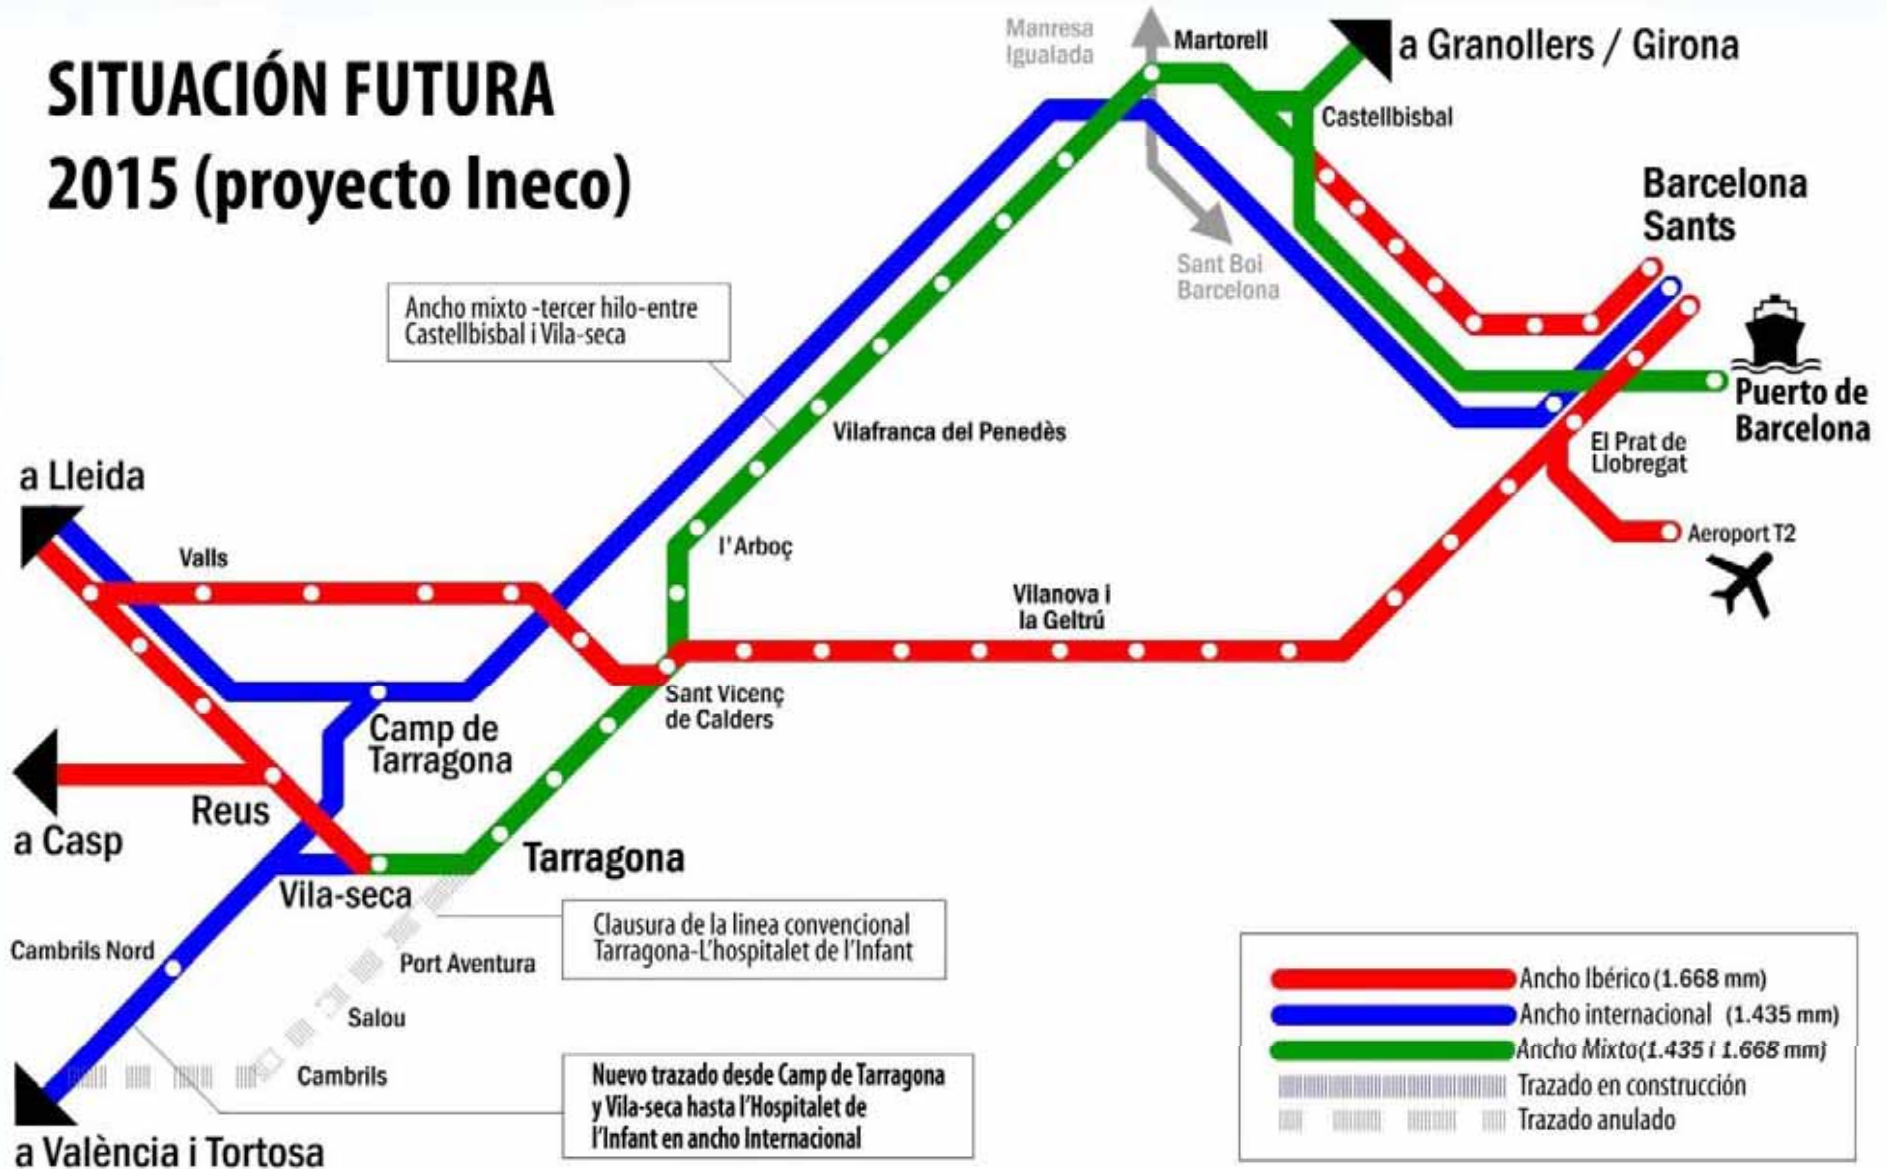 SITUACIÓN FUTURA
2015 (proyecto Ineco)
Manresa
Igualada
Martorell
a Granollers / Girona
Castellbisbal
Barcelona
Sants
Sant Boi
Barcelona
Ancho mixto -tercer hilo-entre
Castellbisbal i Vila-seca
Puerto de
Barcelona
Vilafranca del Penedès
El Prat de
Llobregat
a Lleida
Aeroport T2
l'Arboç
Valls
Vilanova i
la Geltrú
Sant Vicenç
de Calders
Camp de
Tarragona
Reus
a Casp
Tarragona
Vila-seca
Clausura de la linea convencional
Tarragona-L'hospitalet de l'Infant
Cambrils Nord
Port Aventura
Salou
Cambrils
Nuevo trazado desde Camp de Tarragona
y Vila-seca hasta l'Hospitalet de
l'Infant en ancho Internacional
a València i Tortosa
Ancho Ibérico (1.668 mm)
Ancho internacional (1.435 mm)
Ancho Mixto(1.435 i 1.668 mm)
Trazado en construcción
Trazado anulado